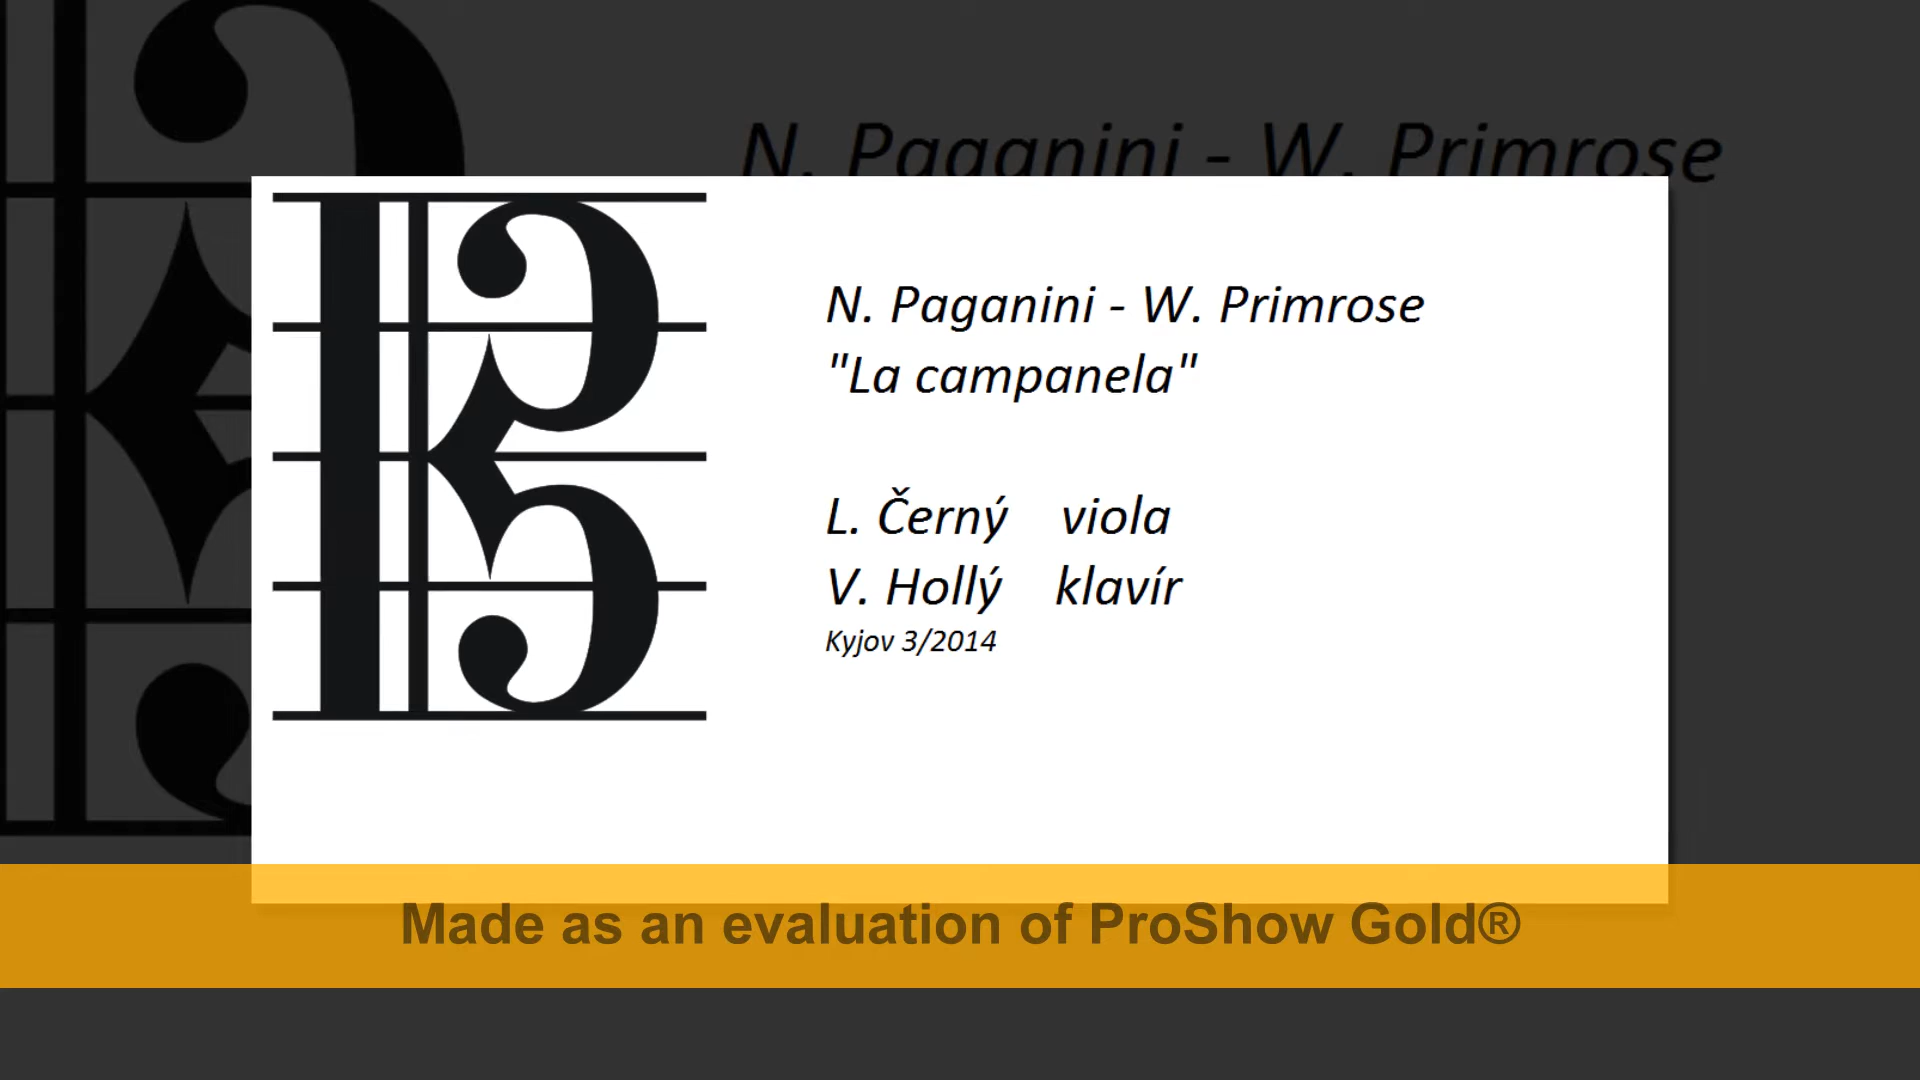 N. Paganini - W. Primrose
N. Paganini - W. Primrose
"La campanela"
L. Černý viola
V. Hollý klavír
Kyjov 3/2014
Made as an evaluation of ProShow Gold®